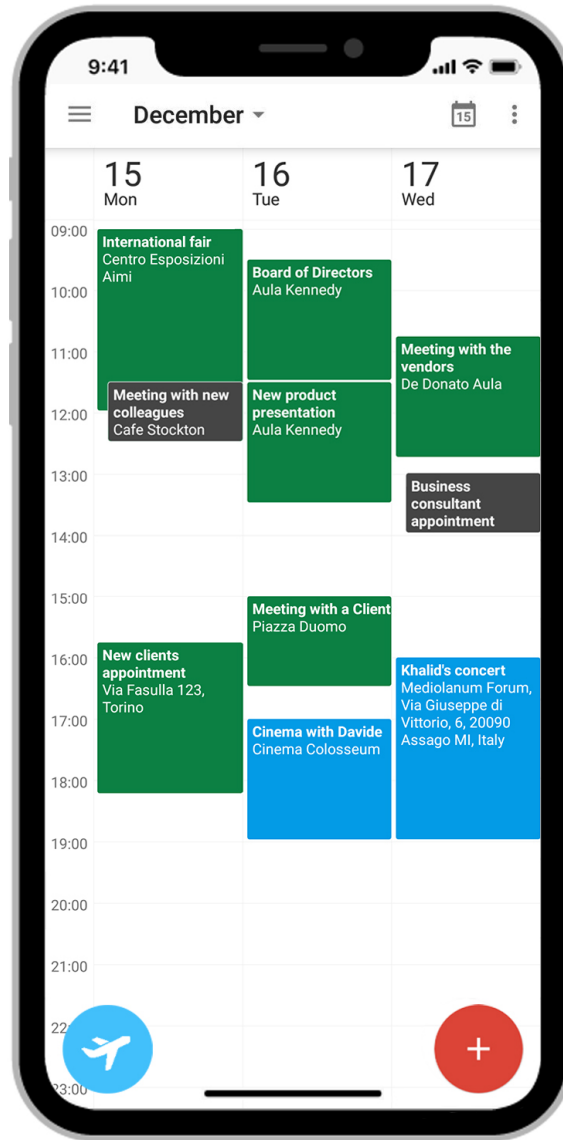 9:41
December
15
15
Mon
16
Tue
17
Wed
09:00
10:00
11:00
12:00
13:00
14:00
15:00
16:00
17:00
18:00
19:00
20:00
21:00
22
23:00
International fair
Centro Esposizioni
Aimi
Meeting with new
colleagues
Cafe Stockton
New clients
appointment
Via Fasulla 123,
Torino
Board of Directors
Aula Kennedy
New product
presentation
Aula Kennedy
Meeting with a Client
Piazza Duomo
Cinema with Davide
Cinema Colosseum
Meeting with the
vendors
De Donato Aula
Business
consultant
appointment
Khalid's concert
Mediolanum Forum,
Via Giuseppe di
Vittorio, 6, 20090
Assago MI, Italy